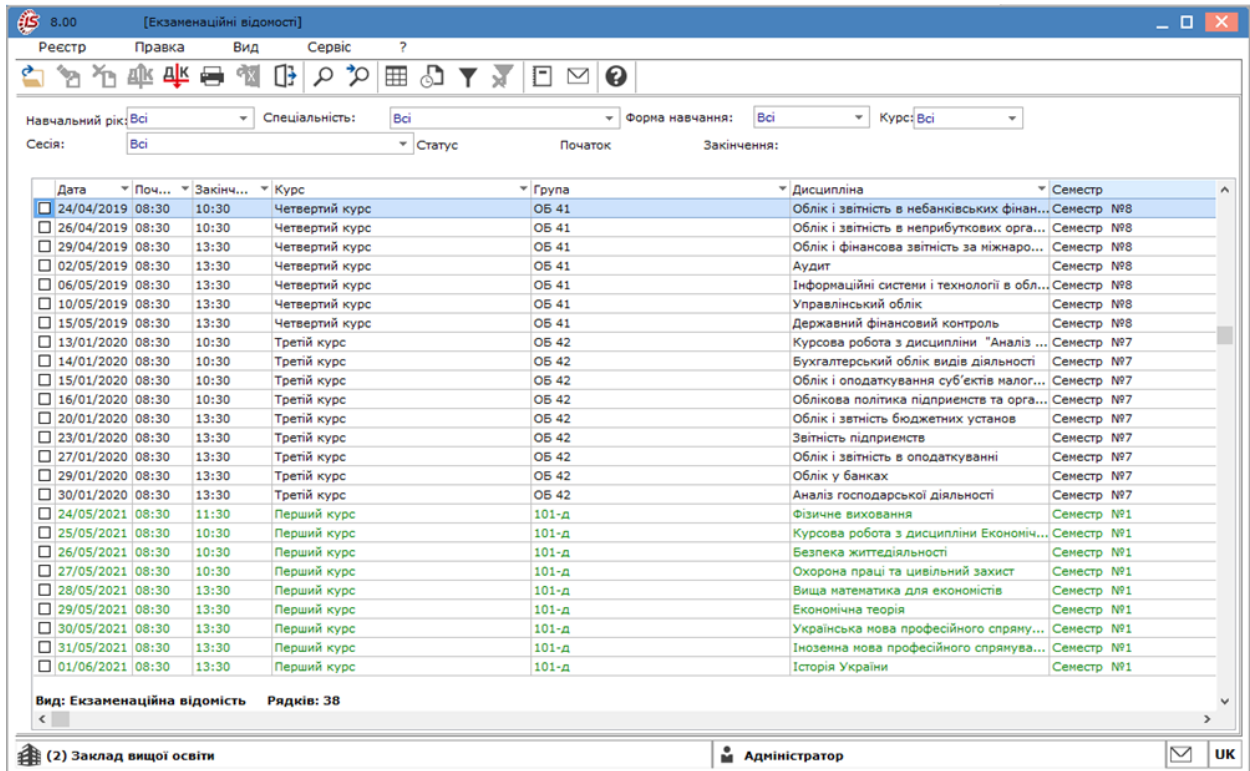 8.00 [Екзаменаційні відомості]
Реєстр Правка Вид Сервіс ?
Навчальний рік: Всі Спеціальність: Всі Форма навчання: Всі Курс: Всі
Сесія: Всі Статус Початок Закінчення:
Дата Поч... Закінч... Курс Група Дисципліна Семестр
24/04/2019 08:30 10:30 Четвертий курс ОБ 41 Облік і звітність в небанківських фінан... Семестр №8
26/04/2019 08:30 10:30 Четвертий курс ОБ 41 Облік і звітність в неприбуткових орга... Семестр №8
29/04/2019 08:30 13:30 Четвертий курс ОБ 41 Облік і фінансова звітність за міжнаро... Семестр №8
02/05/2019 08:30 13:30 Четвертий курс ОБ 41 Аудит Семестр №8
06/05/2019 08:30 13:30 Четвертий курс ОБ 41 Інформаційні системи і технології в обл... Семестр №8
10/05/2019 08:30 13:30 Четвертий курс ОБ 41 Управлінський облік Семестр №8
15/05/2019 08:30 13:30 Четвертий курс ОБ 41 Державний фінансовий контроль Семестр №8
13/01/2020 08:30 10:30 Третій курс ОБ 42 Курсова робота з дисципліни "Аналіз ... Семестр №7
14/01/2020 08:30 10:30 Третій курс ОБ 42 Бухгалтерський облік видів діяльності Семестр №7
15/01/2020 08:30 10:30 Третій курс ОБ 42 Облік і оподаткування суб’єктів малог... Семестр №7
16/01/2020 08:30 10:30 Третій курс ОБ 42 Облікова політика підприємств та орга... Семестр №7
20/01/2020 08:30 13:30 Третій курс ОБ 42 Облік і звтність бюджетних установ Семестр №7
23/01/2020 08:30 13:30 Третій курс ОБ 42 Звітність підприємств Семестр №7
27/01/2020 08:30 13:30 Третій курс ОБ 42 Облік і звітність в оподаткуванні Семестр №7
29/01/2020 08:30 13:30 Третій курс ОБ 42 Облік у банках Семестр №7
30/01/2020 08:30 13:30 Третій курс ОБ 42 Аналіз господарської діяльності Семестр №7
24/05/2021 08:30 11:30 Перший курс 101-д Фізичне виховання Семестр №1
25/05/2021 08:30 10:30 Перший курс 101-д Курсова робота з дисципліни Економіч... Семестр №1
26/05/2021 08:30 10:30 Перший курс 101-д Безпека життєдіяльності Семестр №1
27/05/2021 08:30 10:30 Перший курс 101-д Охорона праці та цивільний захист Семестр №1
28/05/2021 08:30 13:30 Перший курс 101-д Вища математика для економістів Семестр №1
29/05/2021 08:30 13:30 Перший курс 101-д Економічна теорія Семестр №1
30/05/2021 08:30 13:30 Перший курс 101-д Українська мова професійного спряму... Семестр №1
31/05/2021 08:30 13:30 Перший курс 101-д Іноземна мова професійного спрямува... Семестр №1
01/06/2021 08:30 13:30 Перший курс 101-д Історія України Семестр №1
Вид: Екзаменаційна відомість Рядків: 38
(2) Заклад вищої освіти Адміністратор UK